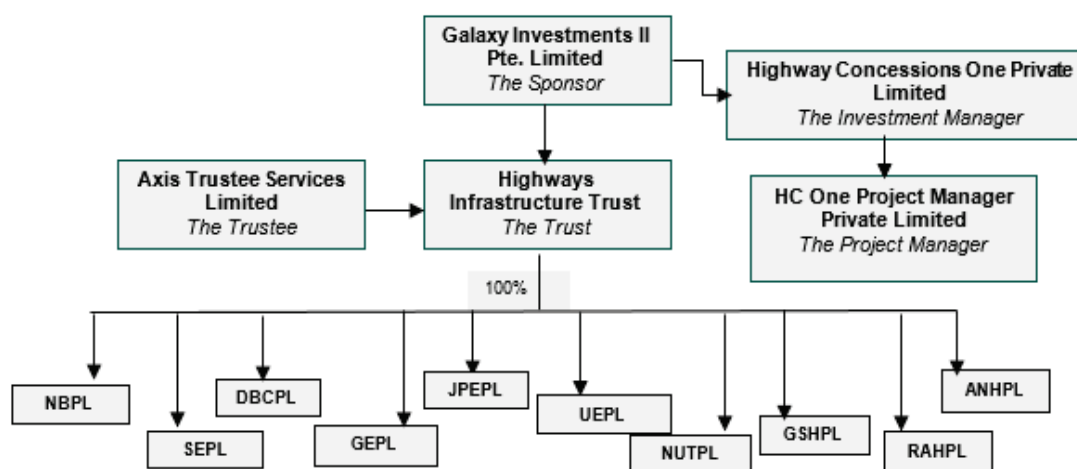 Galaxy Investments II
Pte. Limited
The Sponsor
Highway Concessions One Private
Limited
The Investment Manager
Axis Trustee Services
Limited
The Trustee
Highways
Infrastructure Trust
The Trust
HC One Project Manager
Private Limited
The Project Manager
100%
NBPL
SEPL
DBCPL
GEPL
JPEPL
UEPL
NUTPL
GSHPL
RAHPL
ANHPL